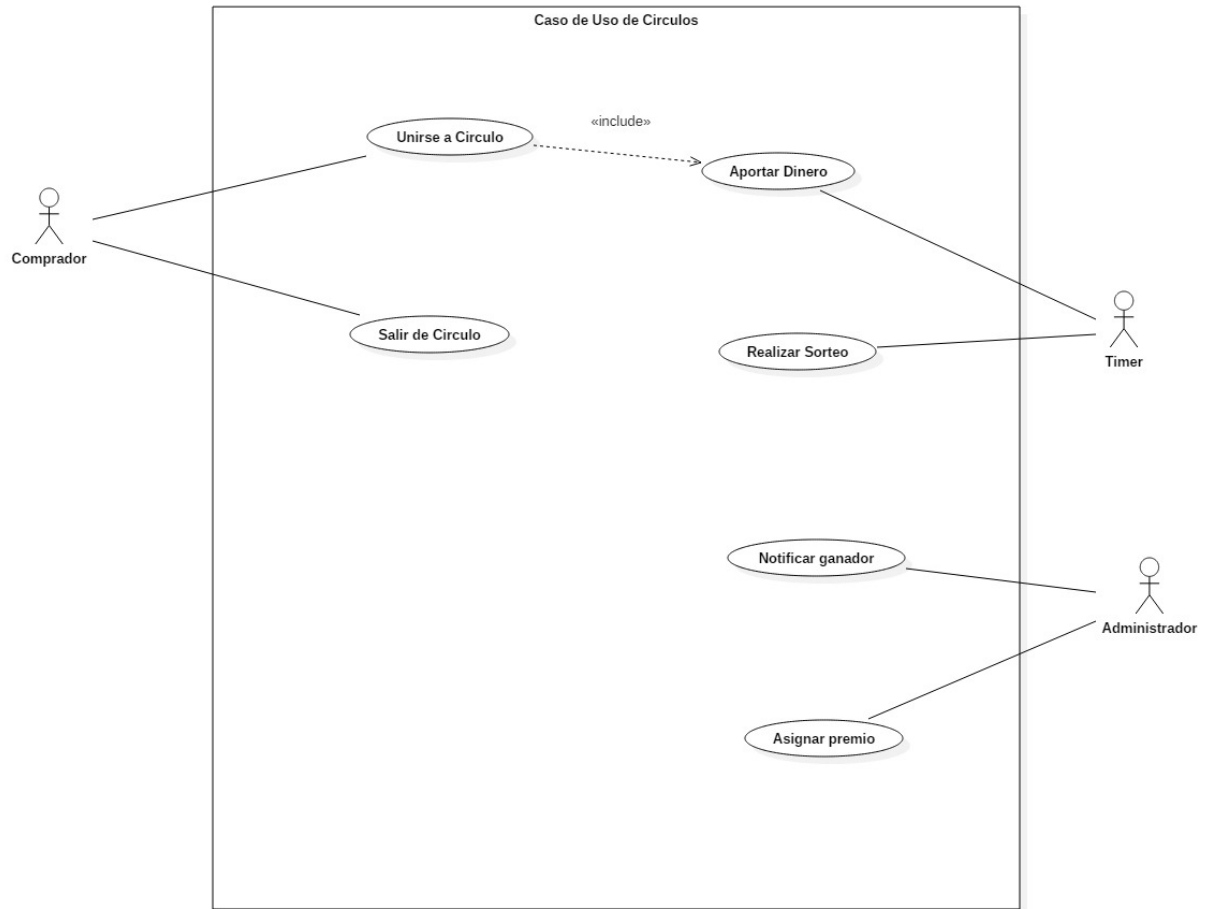 Caso de Uso de Circulos
Unirse a Circulo
«include»
Aportar Dinero
Comprador
Salir de Circulo
Realizar Sorteo
Timer
Notificar ganador
Administrador
Asignar premio